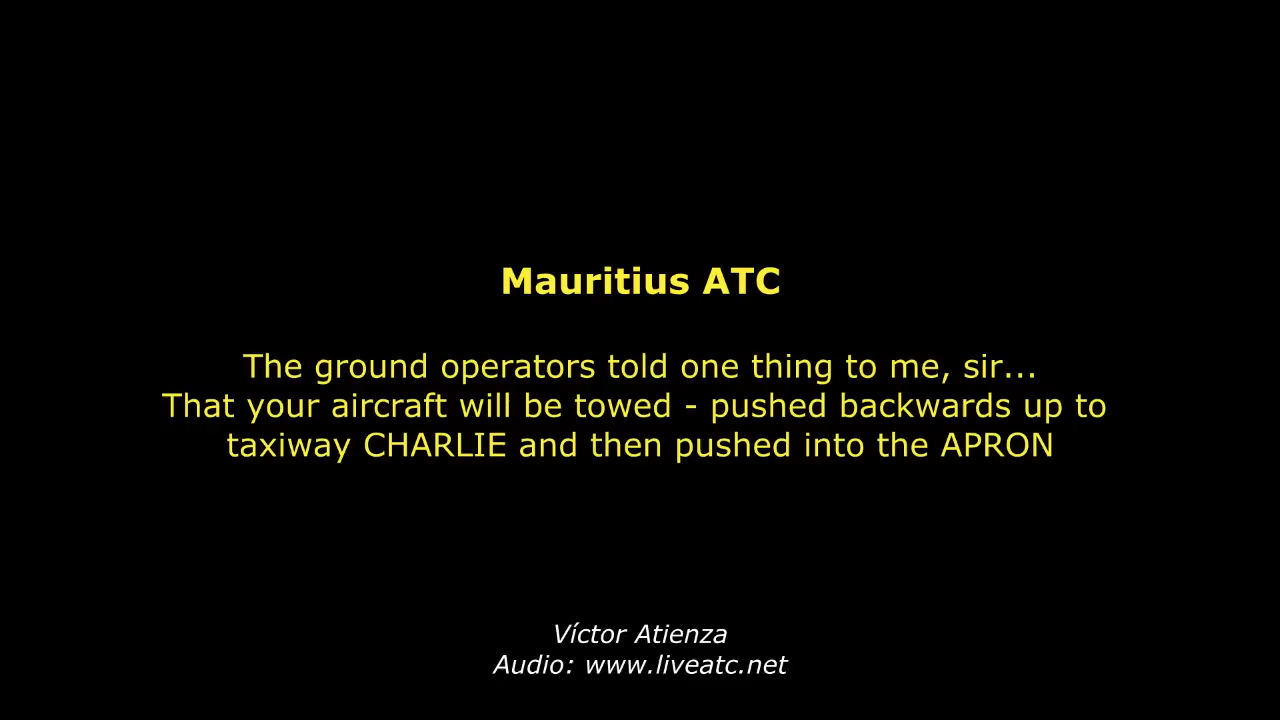 Mauritius ATC
The ground operators told one thing to me, sir...
That your aircraft will be towed - pushed backwards up to
taxiway CHARLIE and then pushed into the APRON
Víctor Atienza
Audio: www.liveatc.net